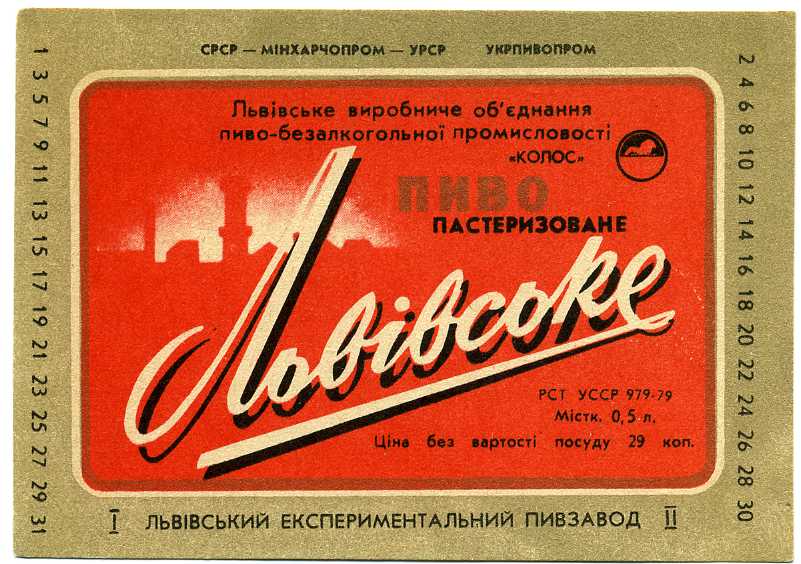 СРСР — МІНХАРЧОПРОМ — УРСР УКРПИВОПРОМ
Львівське виробниче об'єднання
пиво-безалкогольної промисловості
«КОЛОС»
ПИВО
ПАСТЕРИЗОВАНЕ
Львівське
РСТ УССР 979-79
Містк. 0,5 л.
Ціна без вартості посуду 29 коп.
I ЛЬВІВСЬКИЙ ЕКСПЕРИМЕНТАЛЬНИЙ ПИВЗАВОД II
1 3 5 7 9 11 13 15 17 19 21 23 25 27 29 31
2 4 6 8 10 12 14 16 18 20 22 24 26 28 30